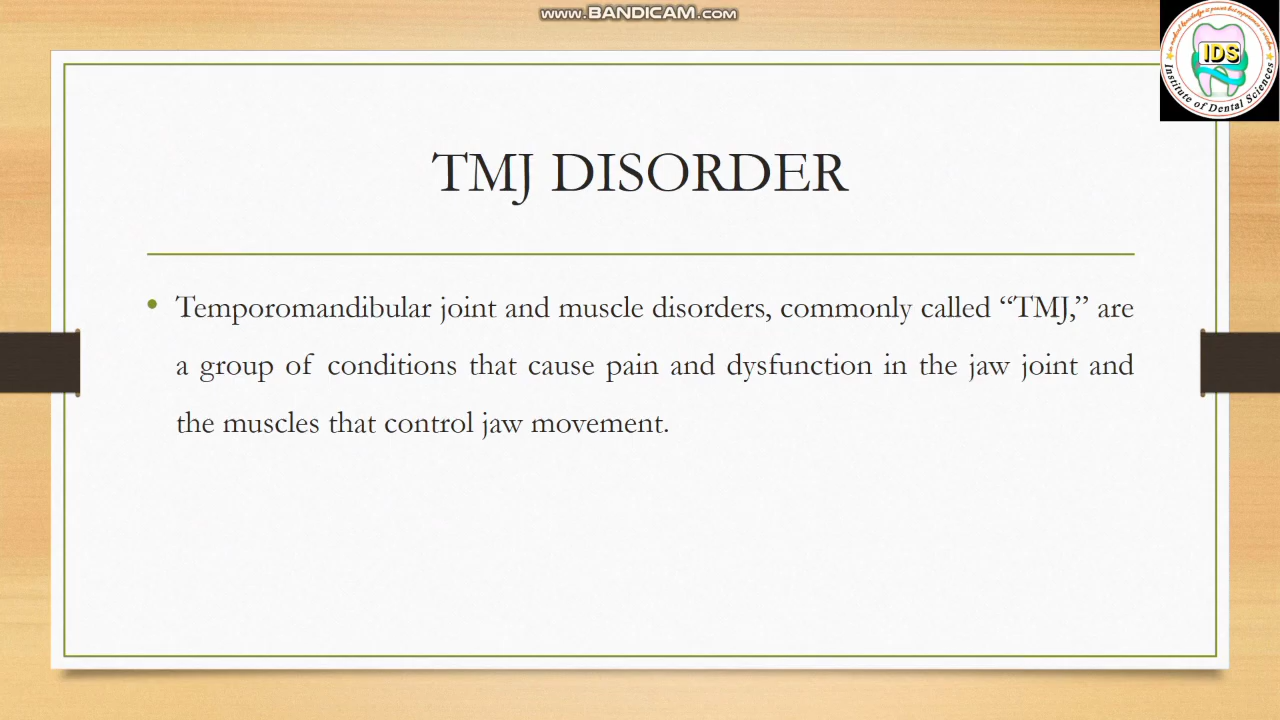 www.BANDICAM.com
IDS
Institute of Dental Sciences
TMJ DISORDER
• Temporomandibular joint and muscle disorders, commonly called “TMJ,” are
a group of conditions that cause pain and dysfunction in the jaw joint and
the muscles that control jaw movement.